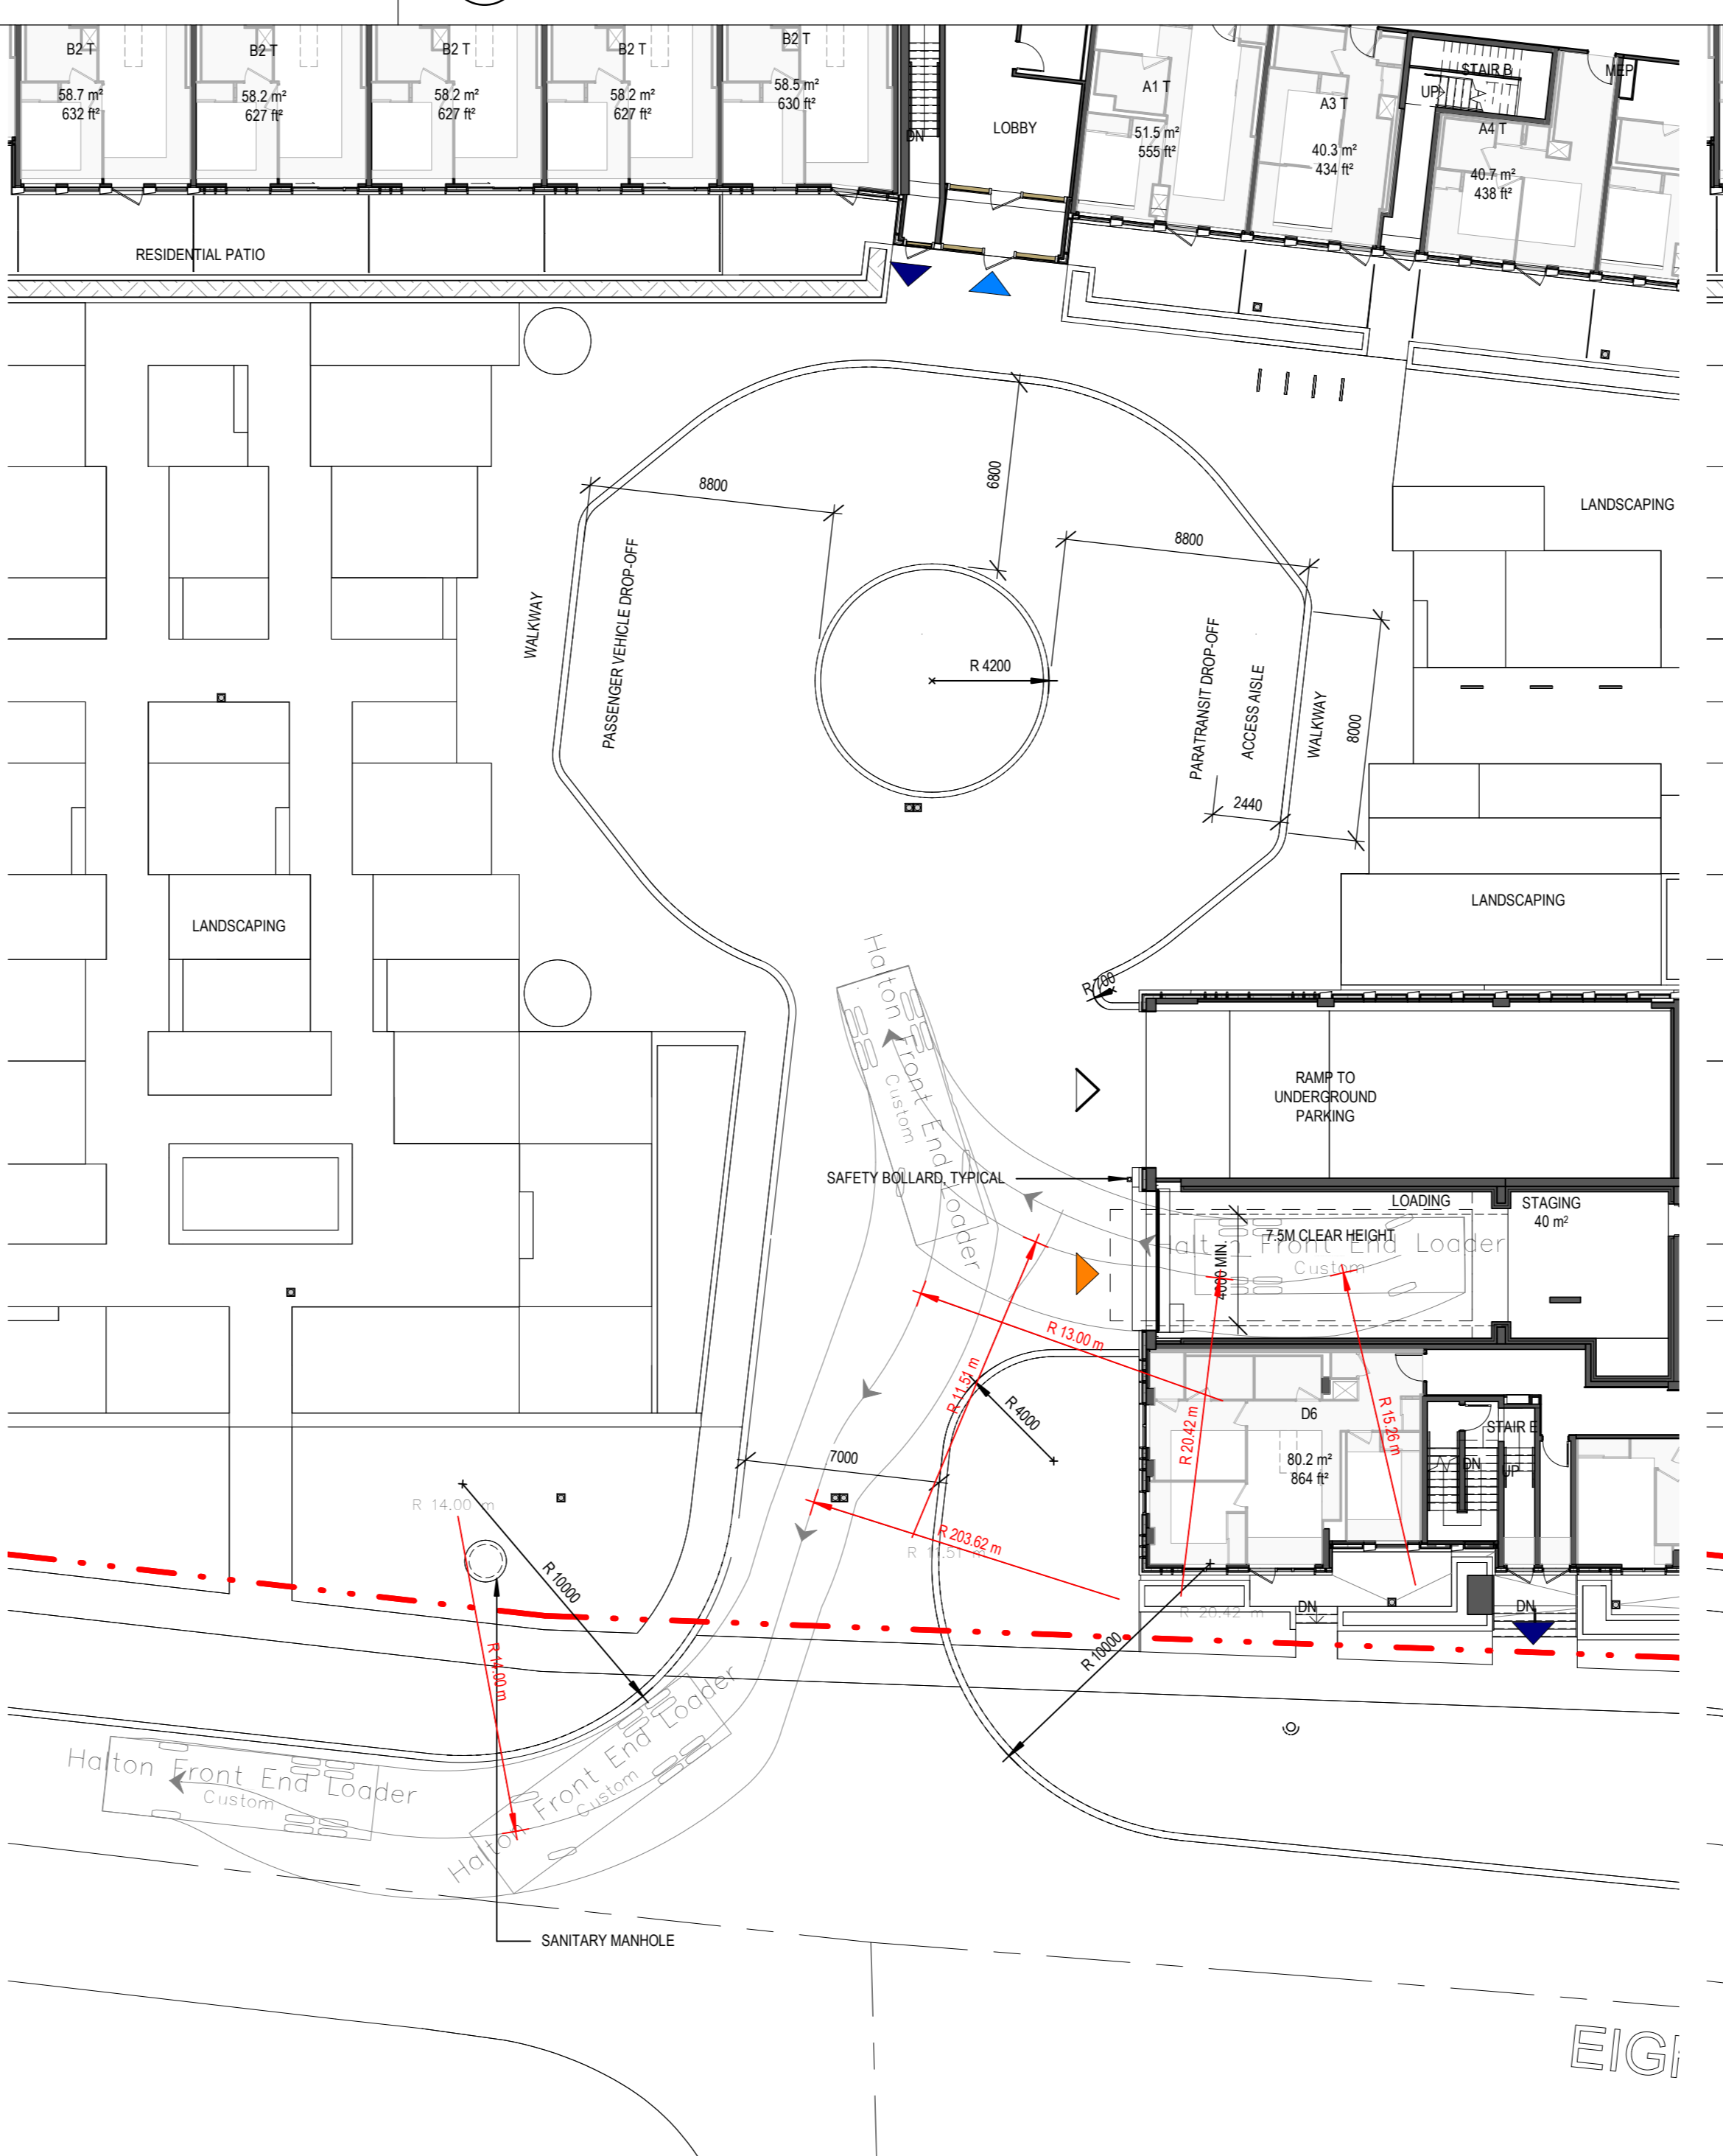 B2 T
B2 T
B2 T
B2 T
B2 T
58.7 m²
632 ft²
58.2 m²
627 ft²
58.2 m²
627 ft²
58.2 m²
627 ft²
58.5 m²
630 ft²
DN
LOBBY
A1 T
51.5 m²
555 ft²
A3 T
40.3 m²
434 ft²
STAIR B
UP
MEP
A4 T
40.7 m²
438 ft²
RESIDENTIAL PATIO
8800
6800
8800
LANDSCAPING
WALKWAY
PASSENGER VEHICLE DROP-OFF
R 4200
PARATRANSIT DROP-OFF
ACCESS AISLE
WALKWAY
8000
2440
LANDSCAPING
LANDSCAPING
R 700
Halton Front End Loader
Custom
RAMP TO
UNDERGROUND
PARKING
SAFETY BOLLARD, TYPICAL
LOADING
STAGING
40 m²
7.5M CLEAR HEIGHT
Halton Front End Loader
Custom
4000 MIN.
R 13.00 m
R 11.51 m
R 4000
R 20.42 m
R 15.26 m
D6
80.2 m²
864 ft²
STAIR E
DN
UP
7000
R 14.00 m
R 203.62 m
R 11.51 m
R 10000
R 20.42 m
DN
DN
R 14.00 m
R 10000
Halton Front End Loader
Custom
Halton Front End Loader
Custom
SANITARY MANHOLE